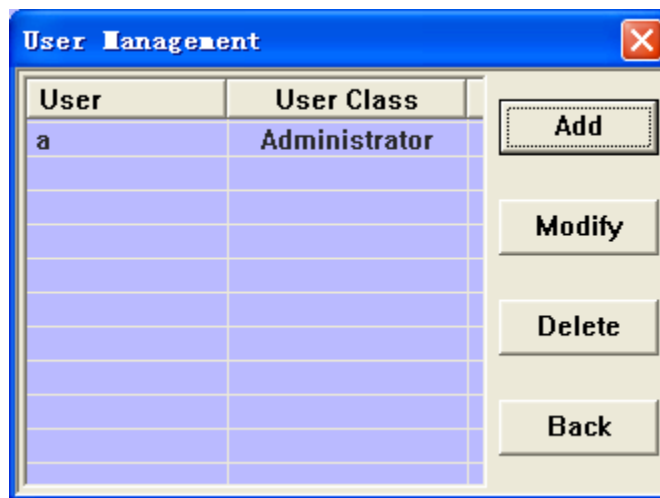 User Management
User User Class
a Administrator
Add
Modify
Delete
Back